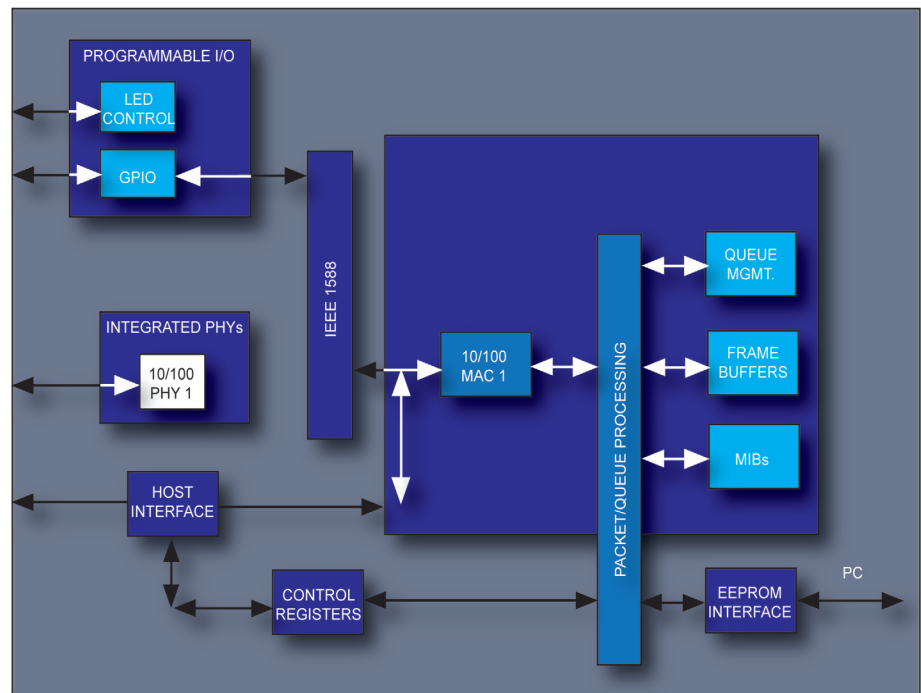 PROGRAMMABLE I/O
LED
CONTROL
GPIO
IEEE 1588
INTEGRATED PHYs
10/100
PHY 1
10/100
MAC 1
PACKET/QUEUE PROCESSING
QUEUE
MGMT.
FRAME
BUFFERS
MIBs
HOST
INTERFACE
CONTROL
REGISTERS
EEPROM
INTERFACE
PC